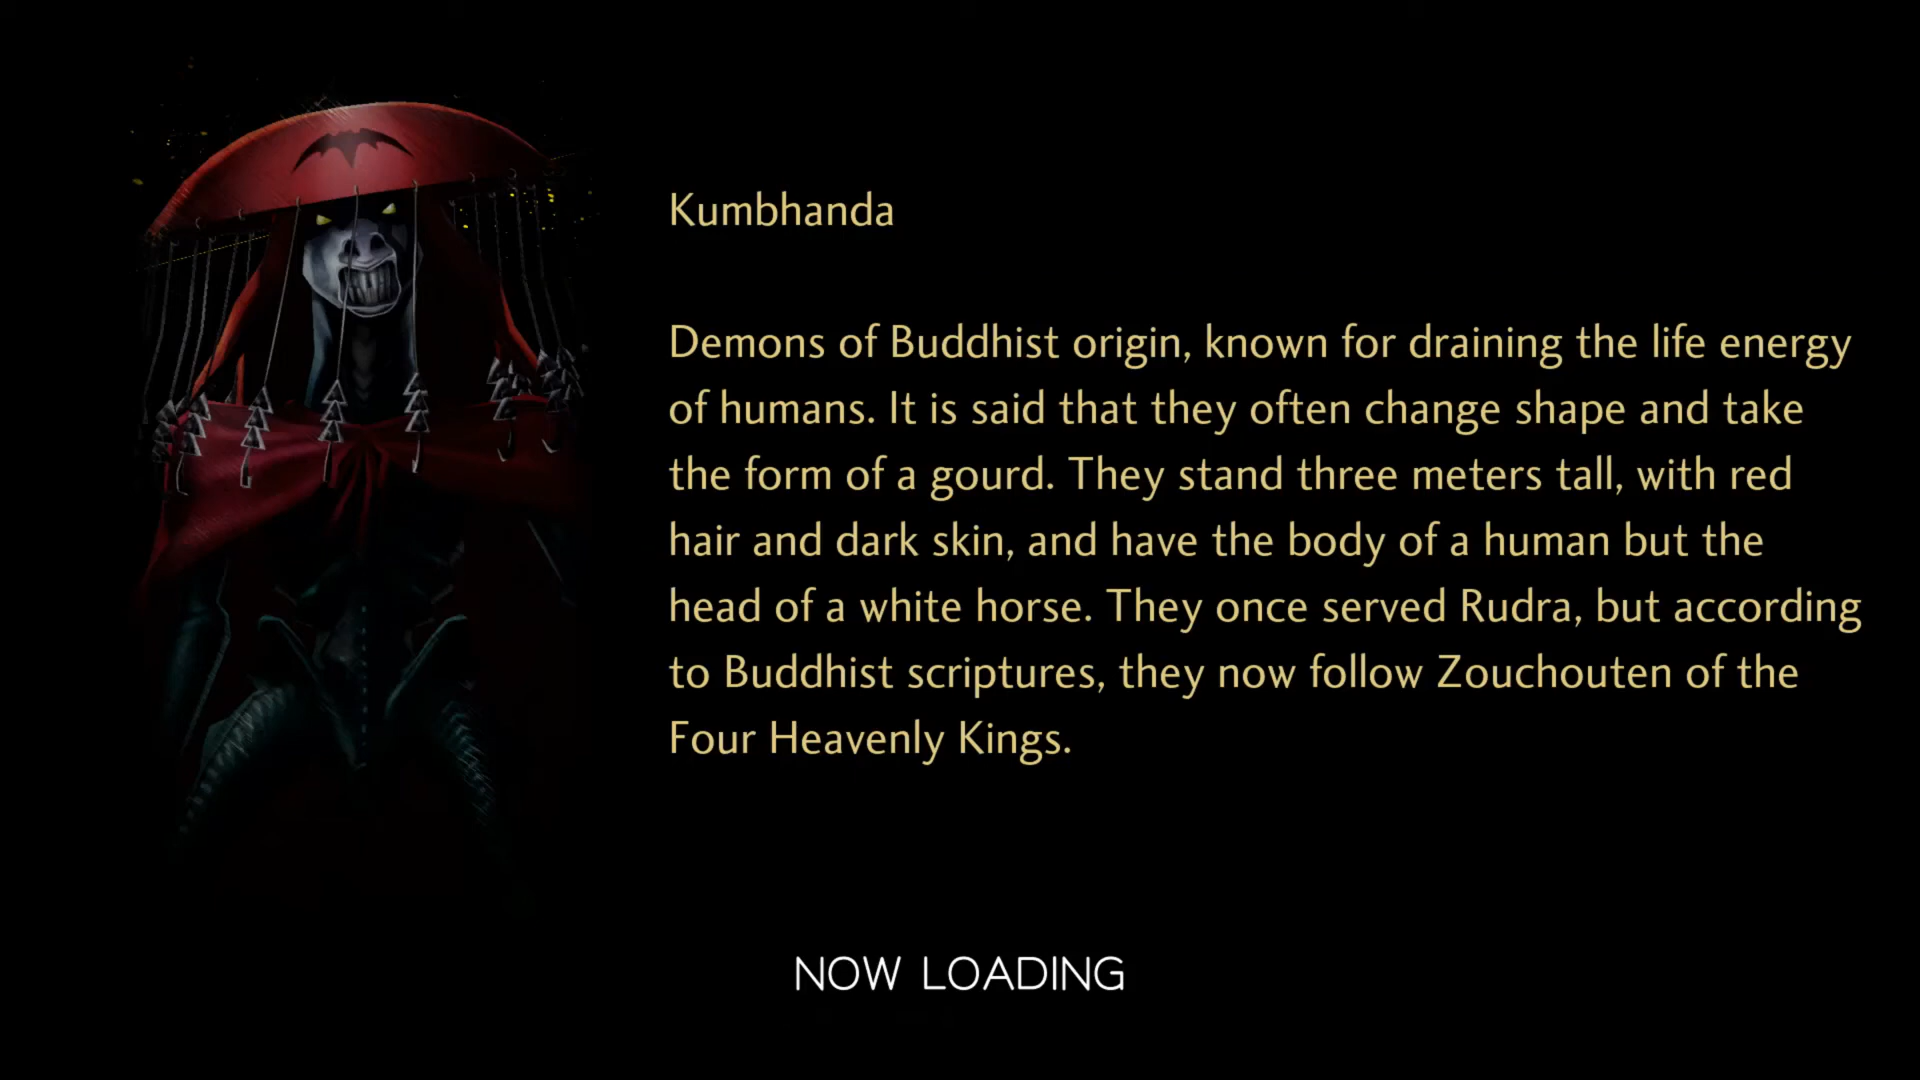 Kumbhanda
Demons of Buddhist origin, known for draining the life energy
of humans. It is said that they often change shape and take
the form of a gourd. They stand three meters tall, with red
hair and dark skin, and have the body of a human but the
head of a white horse. They once served Rudra, but according
to Buddhist scriptures, they now follow Zouchouten of the
Four Heavenly Kings.
NOW LOADING